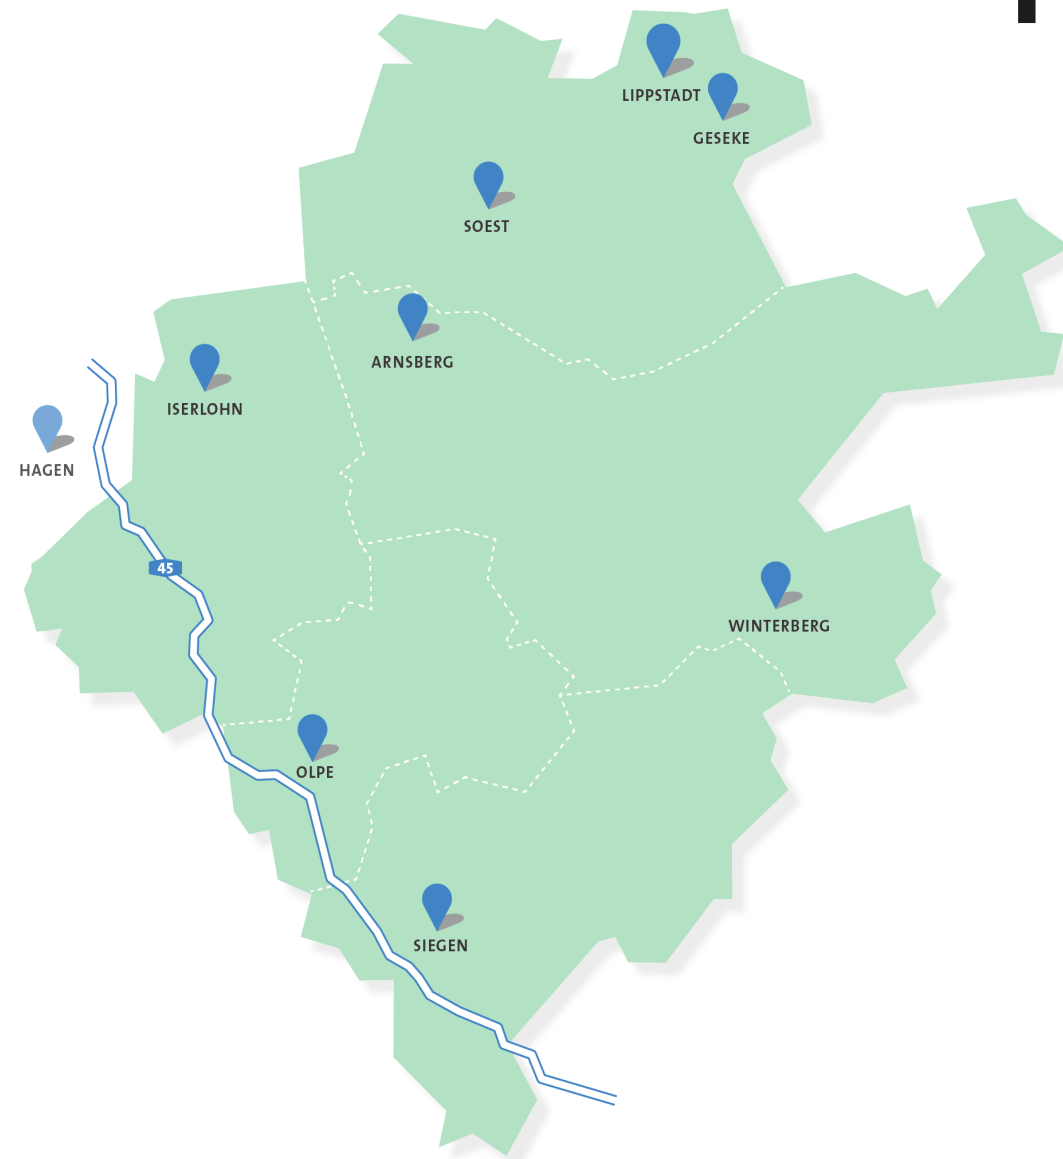 LIPPSTADT
GESEKE
SOEST
ARNSBERG
ISERLOHN
HAGEN
45
WINTERBERG
OLPE
SIEGEN